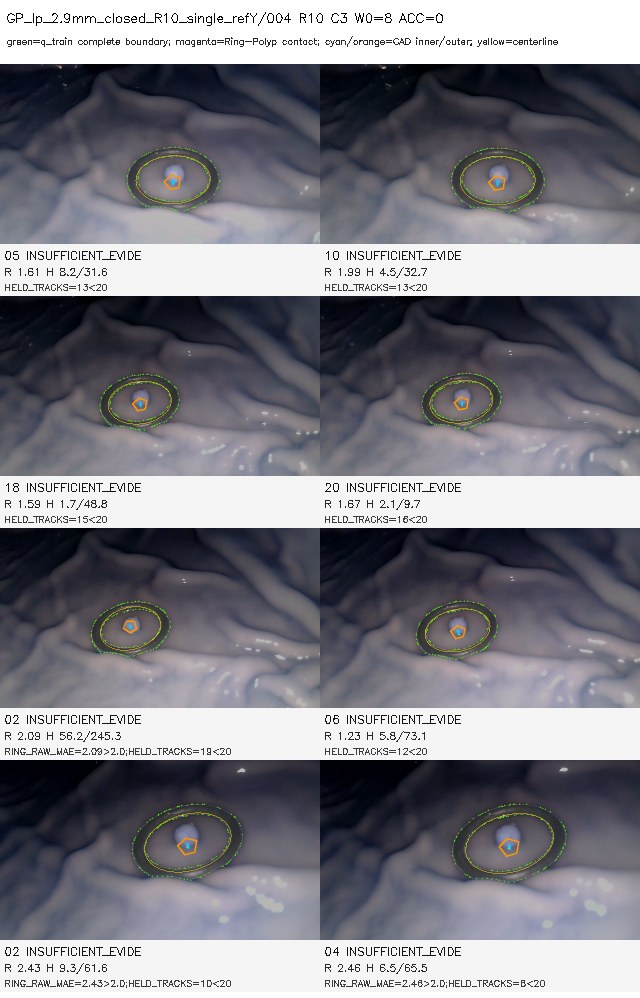 GP_Ip_2.9mm_closed_R10_single_refY/004 R10 C3 W0=8 ACC=0
green=q_train complete boundary; magenta=Ring-Polyp contact; cyan/orange=CAD inner/outer; yellow=centerline
05 INSUFFICIENT_EVIDE
10 INSUFFICIENT_EVIDE
R 1.61 H 8.2/31.6
R 1.99 H 4.5/32.7
HELD_TRACKS=13<20
HELD_TRACKS=13<20
18 INSUFFICIENT_EVIDE
20 INSUFFICIENT_EVIDE
R 1.59 H 1.7/48.8
R 1.67 H 2.1/9.7
HELD_TRACKS=15<20
HELD_TRACKS=16<20
02 INSUFFICIENT_EVIDE
06 INSUFFICIENT_EVIDE
R 2.09 H 56.2/245.3
R 1.23 H 5.8/73.1
RING_RAW_MAE=2.09>2.0;HELD_TRACKS=19<20
HELD_TRACKS=12<20
02 INSUFFICIENT_EVIDE
04 INSUFFICIENT_EVIDE
R 2.43 H 9.3/61.6
R 2.46 H 6.5/65.5
RING_RAW_MAE=2.43>2.0;HELD_TRACKS=10<20
RING_RAW_MAE=2.46>2.0;HELD_TRACKS=8<20